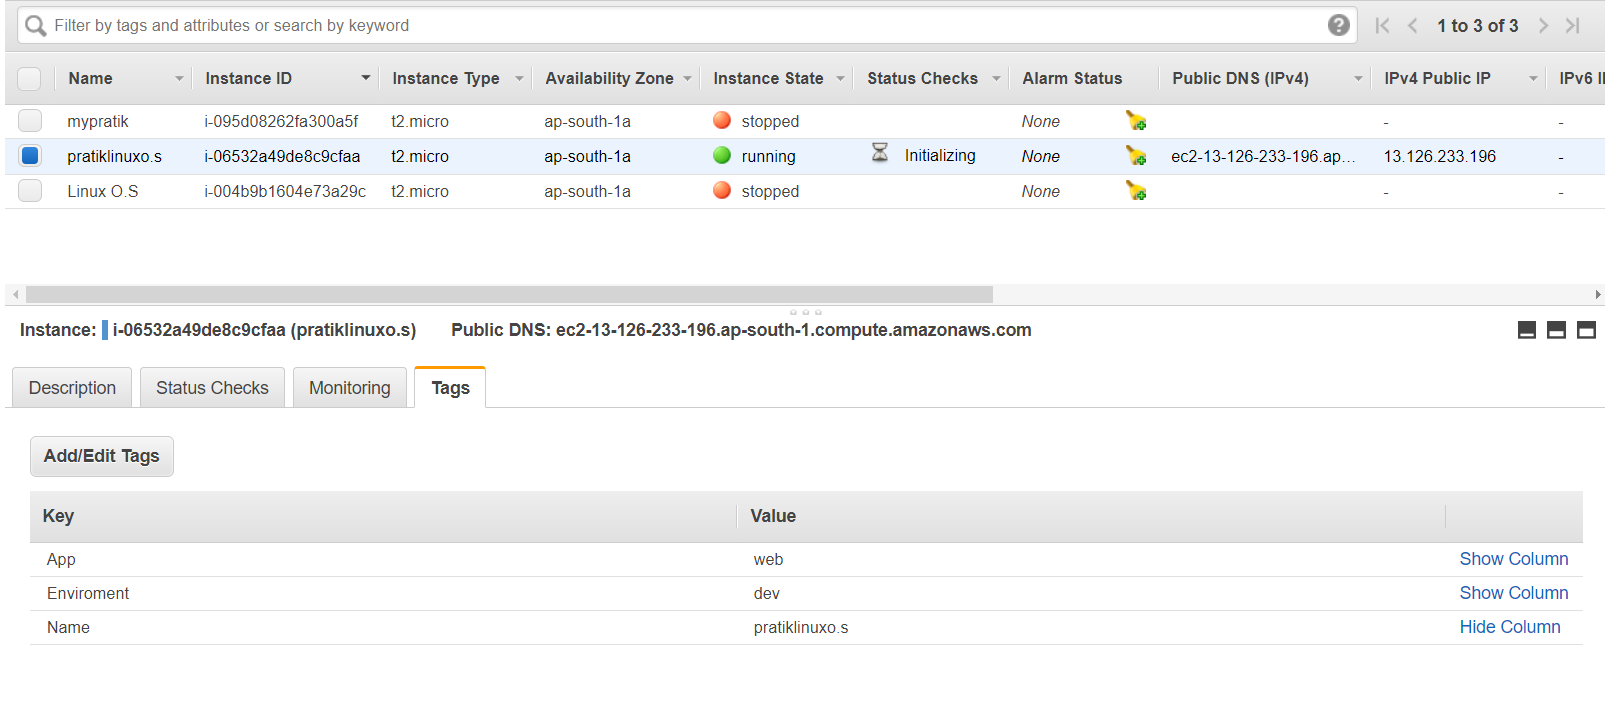 Filter by tags and attributes or search by keyword ? 1 to 3 of 3
Name Instance ID Instance Type Availability Zone Instance State Status Checks Alarm Status Public DNS (IPv4) IPv4 Public IP IPv6
mypratik i-095d08262fa300a5f t2.micro ap-south-1a stopped None - -
pratiklinuxo.s i-06532a49de8c9cfaa t2.micro ap-south-1a running Initializing None ec2-13-126-233-196.ap... 13.126.233.196 -
Linux O.S i-004b9b1604e73a29c t2.micro ap-south-1a stopped None - -
Instance: i-06532a49de8c9cfaa (pratiklinuxo.s) Public DNS: ec2-13-126-233-196.ap-south-1.compute.amazonaws.com
Description Status Checks Monitoring Tags
Add/Edit Tags
Key Value
App web Show Column
Enviroment dev Show Column
Name pratiklinuxo.s Hide Column